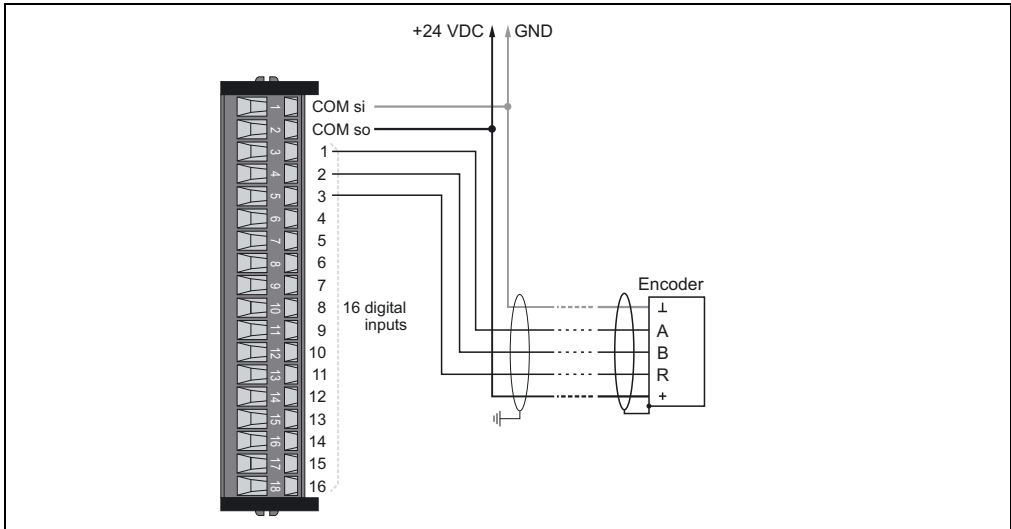 +24 VDC GND
1 COM si
2 COM so
3 1
4 2
5 3
6 4
7 5
8 6
9 7
10 8
11 9
12 10
13 11
14 12
15 13
16 14
17 15
18 16
16 digital
inputs
Encoder
⊥
A
B
R
+